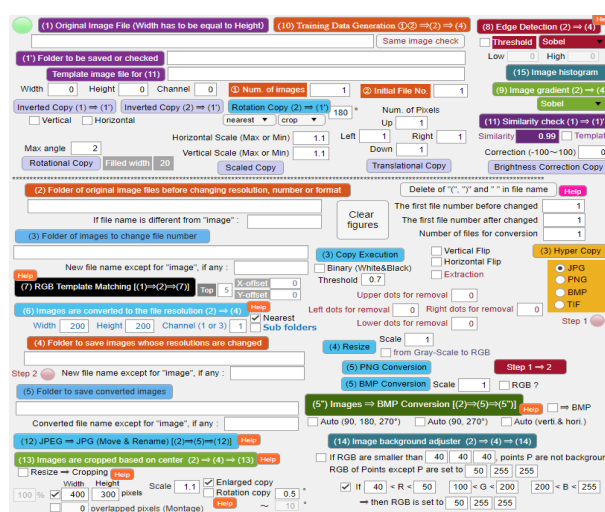 (1) Original Image File (Width has to be equal to Height)
(10) Training Data Generation ①② ⇒(2) ⇒ (4)
(8) Edge Detection (2) ⇒ (4)
Same image check
Threshold Sobel
Low 0 High 0
(1') Folder to be saved or checked
Template image file for (11)
(15) Image histogram
Width 0 Height 0 Channel 0
① Num. of images 1
② Initial File No. 1
(9) Image gradient (2) ⇒ (4)
Sobel
Inverted Copy (1) ⇒ (1')
Inverted Copy (2) ⇒ (1')
Rotation Copy (2) ⇒ (1')
180 °
Num. of Pixels
Vertical Horizontal
nearest crop
Up 1
(11) Similarity check (1) ⇒ (1')
Horizontal Scale (Max or Min) 1.1
Left 1 Right 1
Similarity 0.99
Max angle 2
Vertical Scale (Max or Min) 1.1
Down 1
Correction (-100～100)
Rotational Copy
Filled width 20
Scaled Copy
Translational Copy
Brightness Correction Copy
(2) Folder of original image files before changing resolution, number or format
Delete of "(", ")" and " " in file name
Help
Clear figures
The first file number before changed 1
If file name is different from "image" :
The first file number after changed 1
(3) Folder of images to change file number
Number of files for conversion 1
(3) Copy Execution
Vertical Flip
(3) Hyper Copy
Horizontal Flip
New file name except for "image", if any :
Binary (White&Black)
JPG
Help
Extraction
PNG
(7) RGB Template Matching [(1)⇒(2)⇒(7)]
Top 5
X-offset 0
Y-offset 0
Threshold 0.7
BMP
Upper dots for removal 0
TIF
(6) Images are converted to the file resolution (2) ⇒ (4)
Help
Nearest
Left dots for removal 0 Right dots for removal 0
Width 200 Height 200 Channel (1 or 3) 1
Sub folders
Lower dots for removal 0
Step 1
(4) Folder to save images whose resolutions are changed
Scale 1
(4) Resize
from Gray-Scale to RGB
Step 2
New file name except for "image", if any :
(5) PNG Conversion
Step 1 ⇒ 2
(5) Folder to save converted images
(5) BMP Conversion Scale 1 RGB ?
(5") Images ⇒ BMP Conversion [(2)⇒(5)⇒(5")]
Help
⇒ BMP
Converted file name except for "image", if any :
Auto (90, 180, 270°) Auto (90, 270°) Auto (verti.& hori.)
(12) JPEG ⇒ JPG (Move & Rename) [(2)⇒(5)⇒(12)]
Help
(14) Image background adjuster (2) ⇒ (4) ⇒ (14)
(13) Images are cropped based on center (2) ⇒ (4) ⇒ (13)
Help
If RGB are smaller than 40 40 40 , points P are not
Resize ⇒ Cropping
Help
RGB of Points except P are set to 50 255 255
Width Height
Scale 1.1
Enlarged copy
100 % 400 300 pixels
Rotation copy 0.5 °
If 40 < R < 50 100 < G < 200 200 < B < 255
0 overlapped pixels (Montage)
Help
～ 10 °
⇒ then RGB is set to 50 255 255